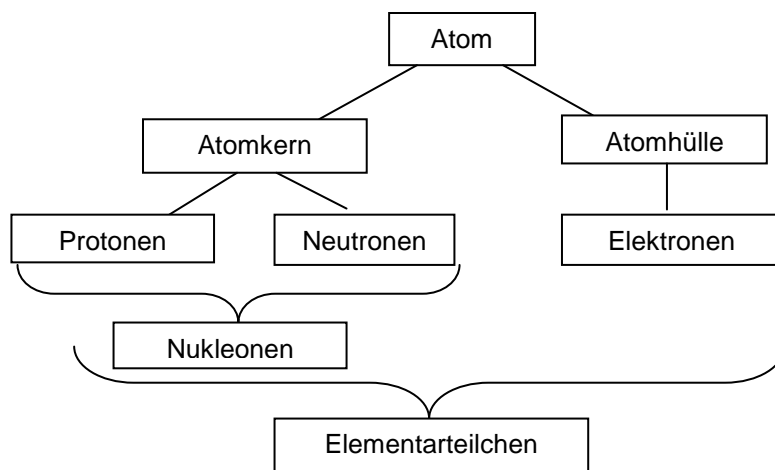 Atom
Atomkern
Atomhülle
Protonen
Neutronen
Elektronen
Nukleonen
Elementarteilchen